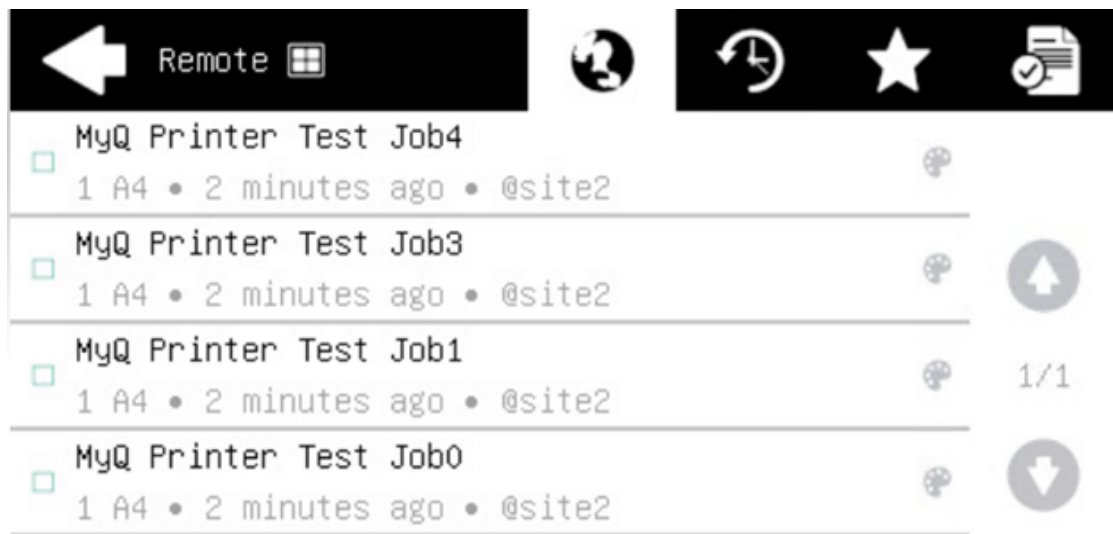 Remote
MyQ Printer Test Job4
1 A4 • 2 minutes ago • @site2
MyQ Printer Test Job3
1 A4 • 2 minutes ago • @site2
MyQ Printer Test Job1
1 A4 • 2 minutes ago • @site2
MyQ Printer Test Job0
1 A4 • 2 minutes ago • @site2
1/1